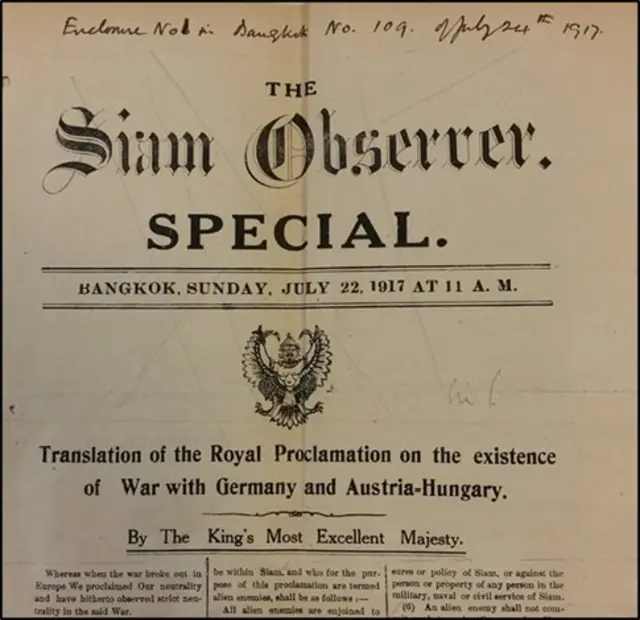 Enclosure No1 in Bangkok No. 109. of July 24th 1917.
THE
Siam Observer.
SPECIAL.
BANGKOK, SUNDAY, JULY 22, 1917 AT 11 A. M.
Translation of the Royal Proclamation on the existence
of War with Germany and Austria-Hungary.
By The King's Most Excellent Majesty.
Whereas when the war broke out in
Europe We proclaimed Our neutrality
and have hitherto observed strict neu-
trality in the said War.
be within Siam, and who for the pur-
pose of this proclamation are termed
alien enemies, shall be as follows:—
All alien enemies are enjoined to
sures or policy of Siam, or against the
person or property of any person in the
military, naval or civil service of Siam.
(6) An alien enemy shall not com-